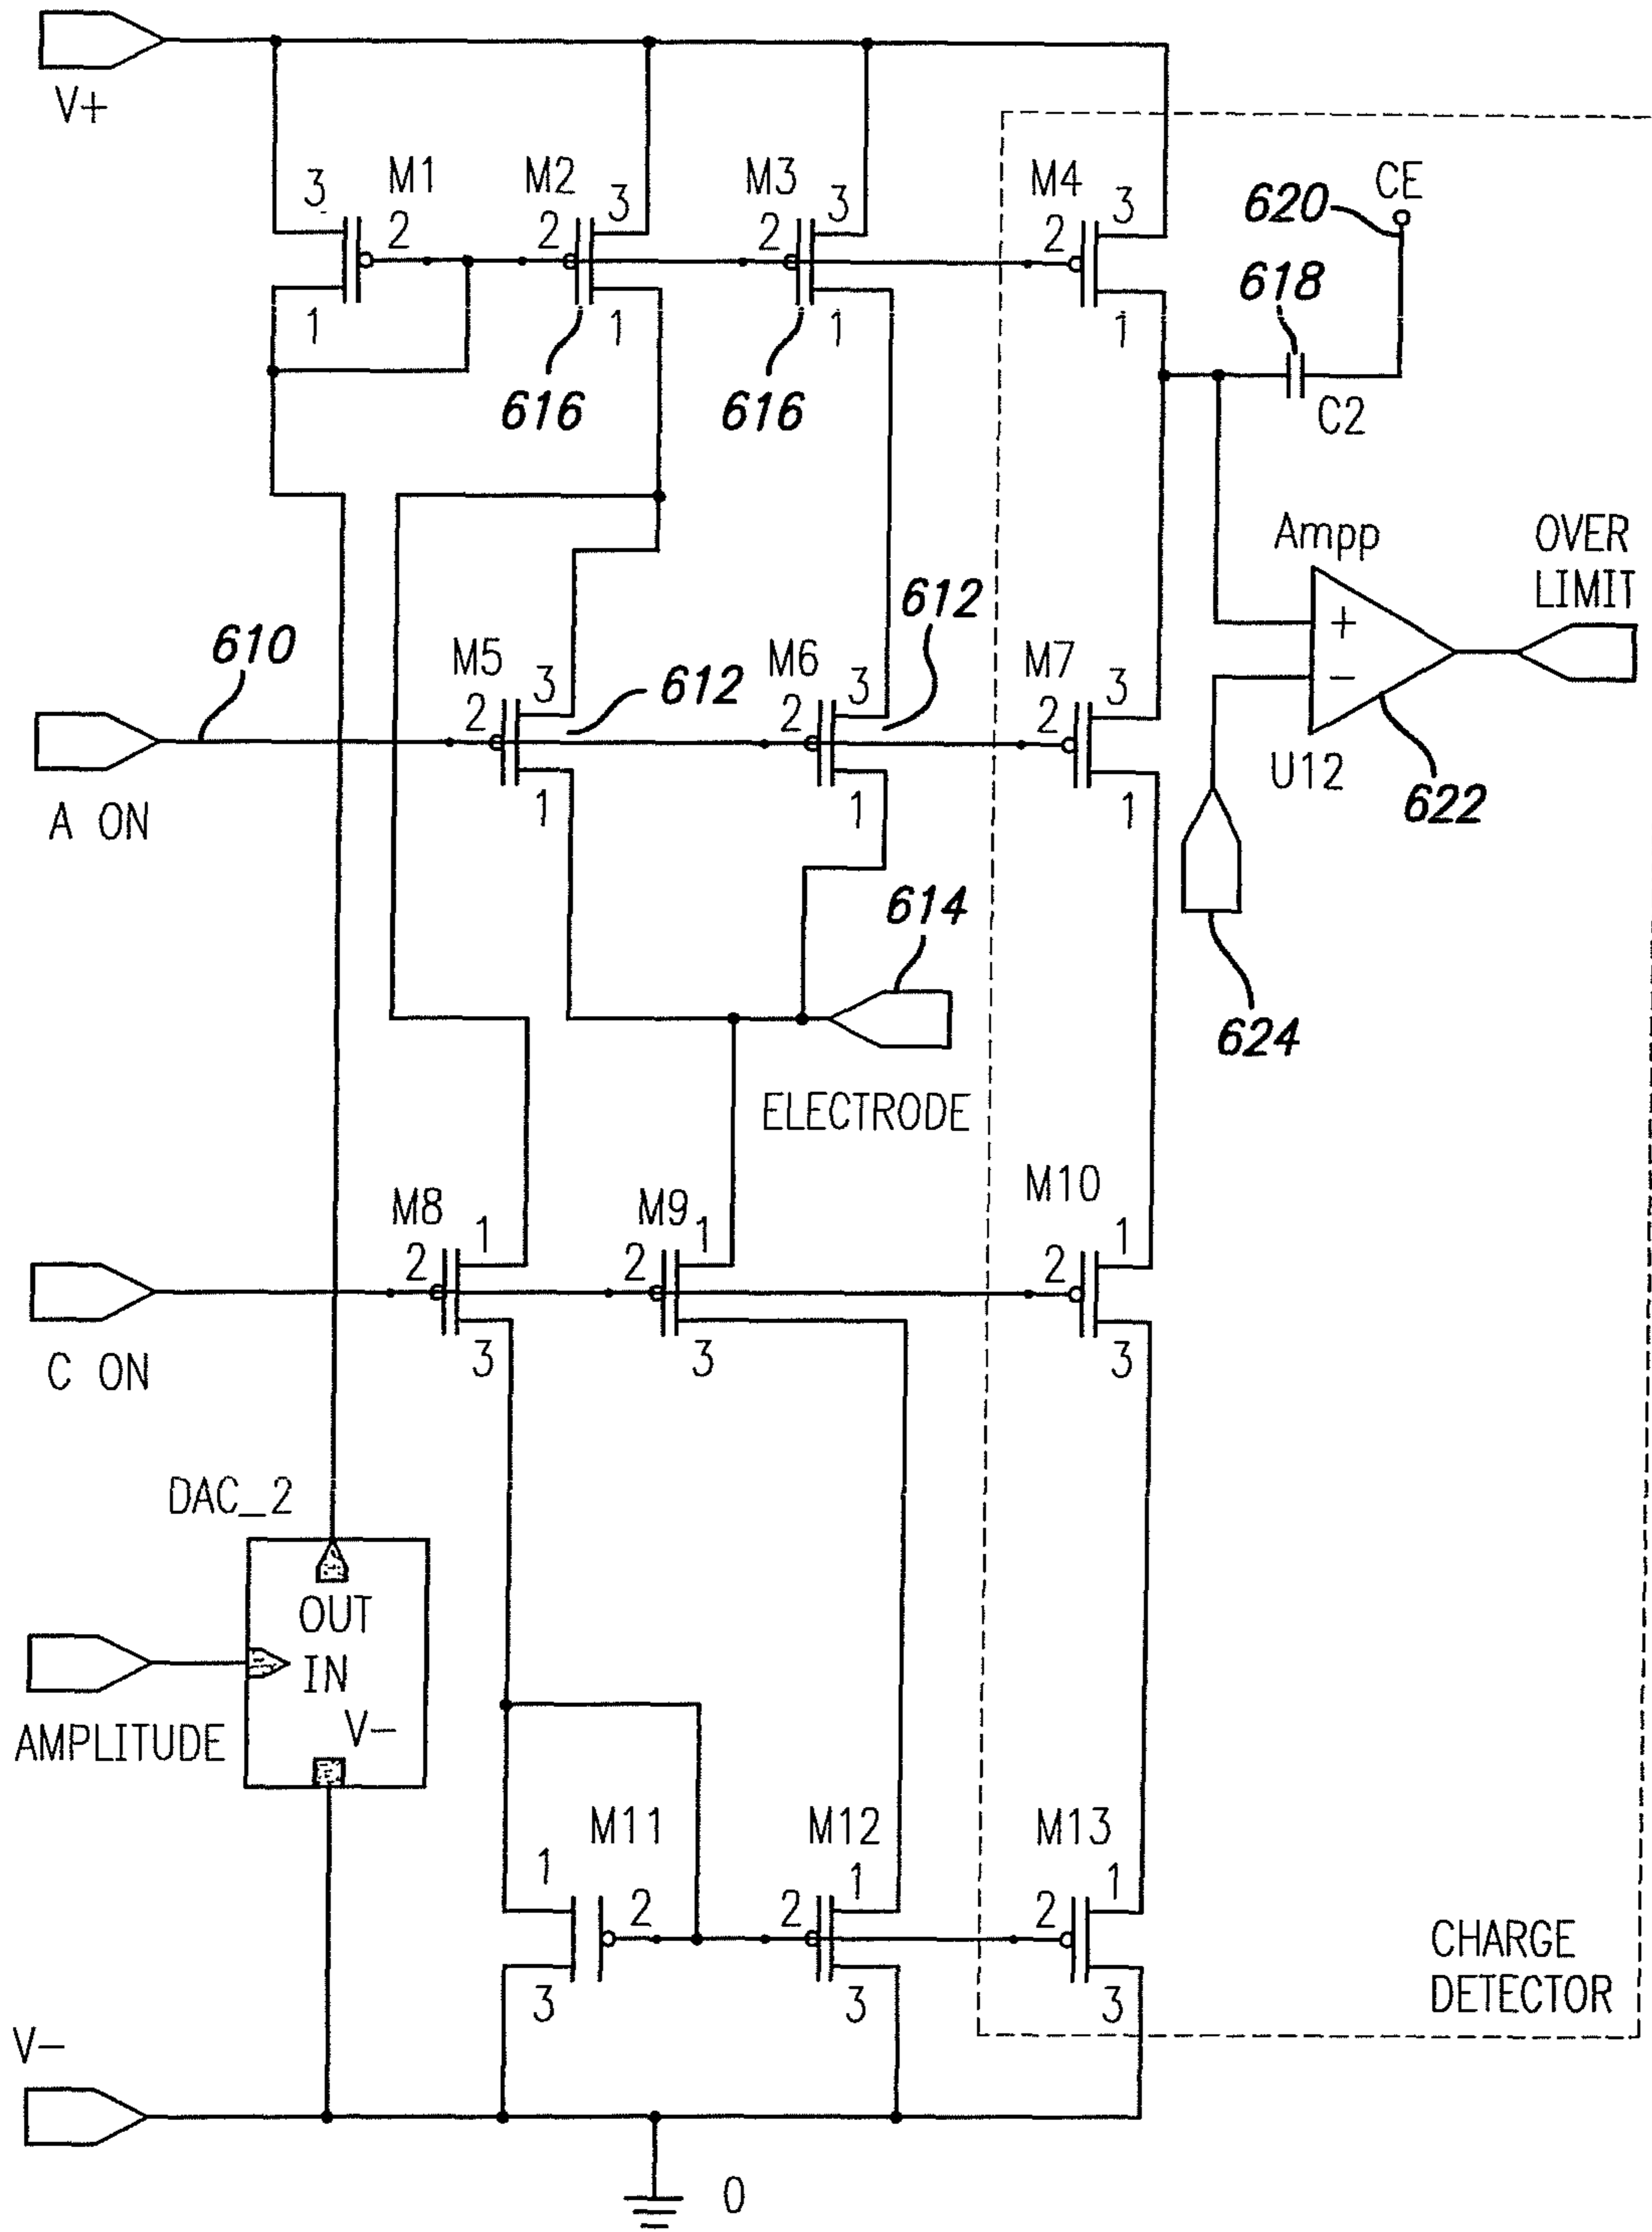 V+
3 M1 M2 3 M3 3 M4 3 CE
2 2 2 2 620
618
1 1 1 1
616 616 C2
Ampp OVER
LIMIT
610 M5 3 612 M6 3 612 M7 3
2 2 2 + −
A ON 1 1 1 U12 622
614
624
ELECTRODE
M8 1 M9 1 M10 1
2 2 2
C ON 3 3 3
DAC_2
OUT
IN
AMPLITUDE V−
M11 M12 M13
1 1 1
2 2 2
3 3 3
CHARGE
DETECTOR
V−
0